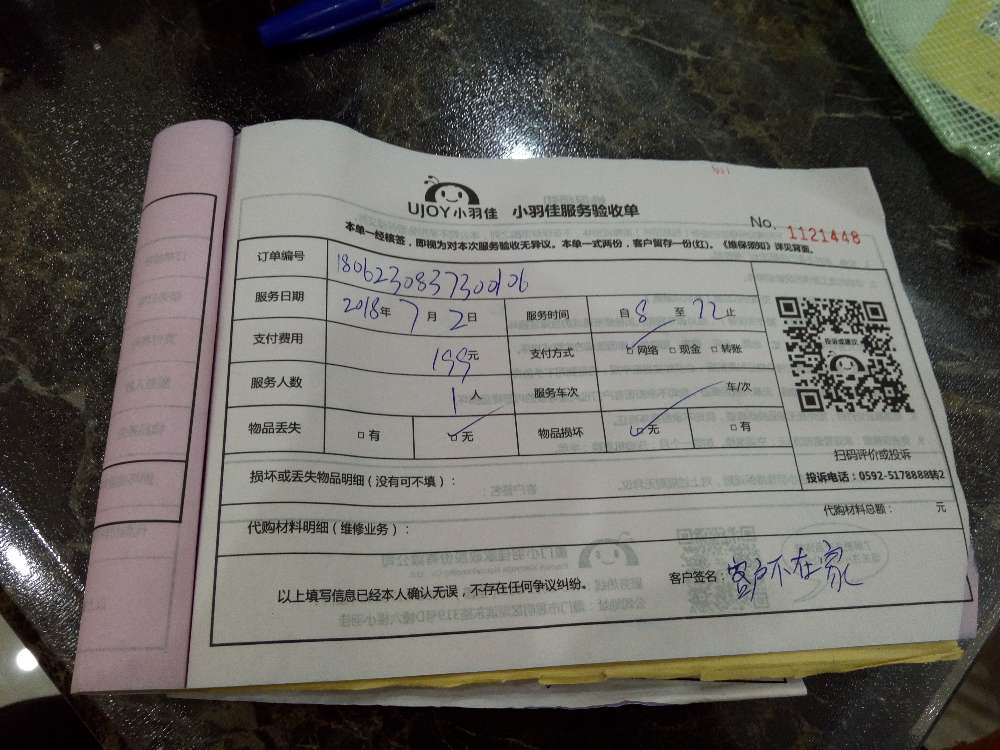 UJOY小羽佳 小羽佳服务验收单
No. 1121448
本单一经核签，即视为对本次服务验收无异议。本单一式两份，客户留存一份(红)。《维保须知》详见背面。
订单编号 180623083730006
服务日期 2018年7月2日 服务时间 自8至12止
支付费用 199元 支付方式 □网络 □现金 □转账
服务人数 1人 服务车次 车/次
物品丢失 □有 □无 物品损坏 □无 □有
投诉或建议
扫码评价或投诉
投诉电话：0592-5178888转2
损坏或丢失物品明细（没有可不填）：
代购材料明细（维修业务）： 代购材料总额： 元
以上填写信息已经本人确认无误，不存在任何争议纠纷。 客户签名：客户不在家